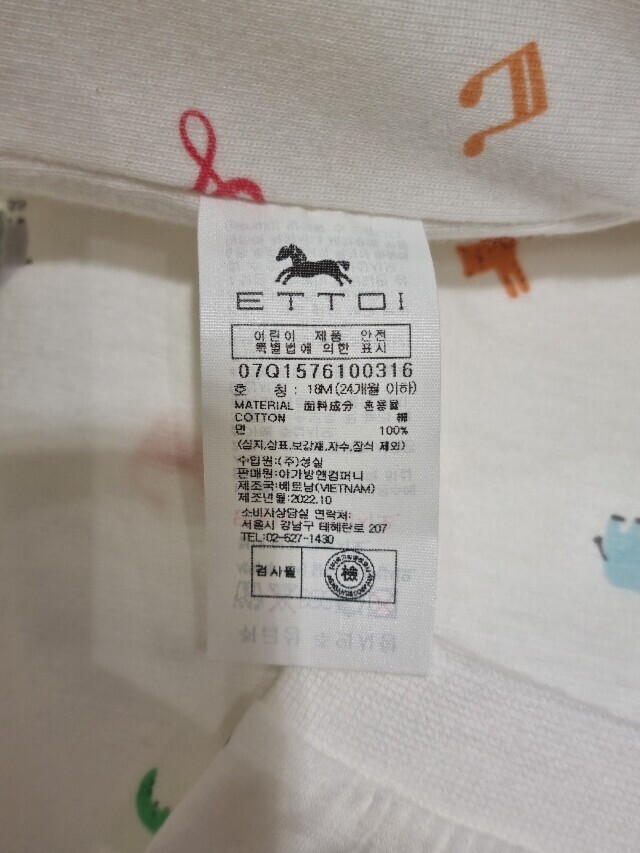 ETTOI
어린이 제품 안전
특별법에 의한 표시
07Q1576100316
호 칭 : 18M(24개월 이하)
MATERIAL 面料成分 혼용율
COTTON 棉
면 100%
(심지,상표,보강재,자수,장식 제외)
수입원:(주)성실
판매원:아가방앤컴퍼니
제조국:베트남(VIETNAM)
제조년월:2022.10
소비자상담실 연락처:
서울시 강남구 테헤란로 207
TEL:02-527-1430
검사필 檢